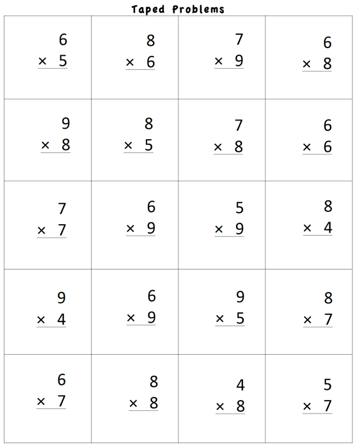 Taped Problems
6 8 7 6
× 5 × 6 × 9 × 8
9 8 7 6
× 8 × 5 × 8 × 6
7 6 5 8
× 7 × 9 × 9 × 4
9 6 9 8
× 4 × 9 × 5 × 7
6 8 4 5
× 7 × 8 × 8 × 7